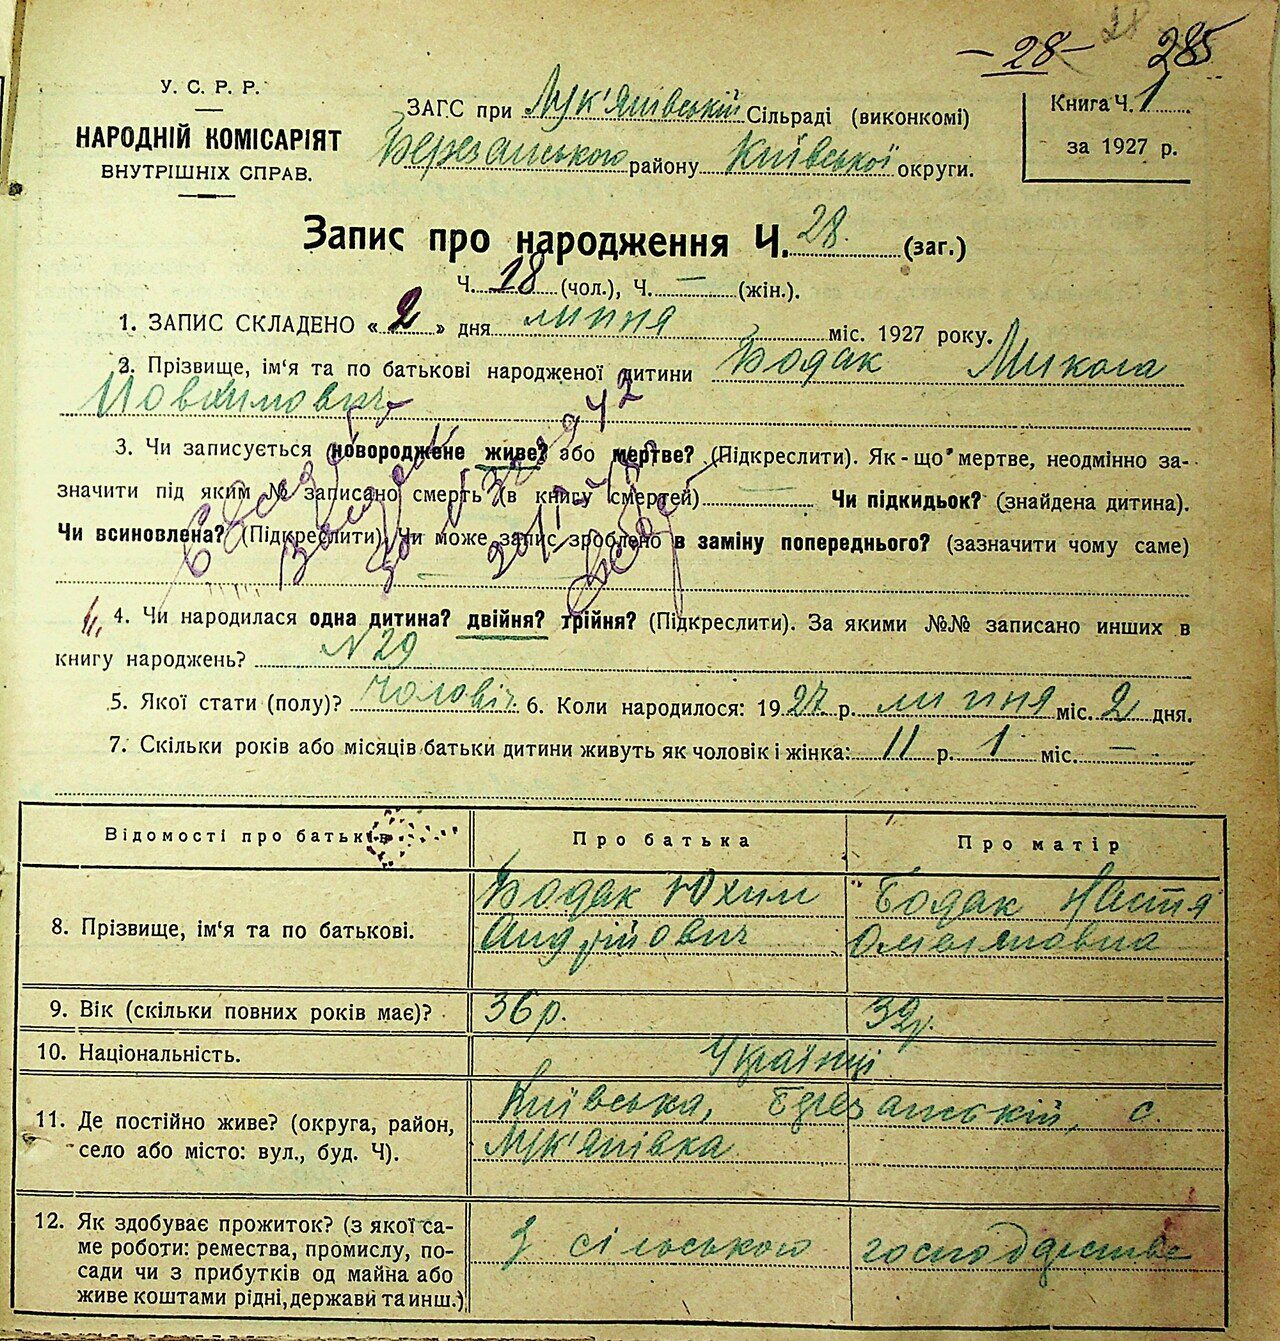 -28- 28 285
У. С. Р. Р.
НАРОДНІЙ КОМІСАРІЯТ
ВНУТРІШНІХ СПРАВ.
ЗАГС при Лук'янівській Сільраді (виконкомі)
Березанського району Київської округи.
Книга Ч. 1
за 1927 р.
Запис про народження Ч. 28. (заг.)
Ч. 18 (чол.), Ч. — (жін.).
1. ЗАПИС СКЛАДЕНО « 2 » дня липня міс. 1927 року.
2. Прізвище, ім'я та по батькові народженої дитини Бодак Микола
3. Чи записується новороджене живе? або мертве? (Підкреслити). Як-що мертве, неодмінно за-
значити під яким № записано смерть (в книгу смертей) Чи підкидьок? (знайдена дитина).
Чи всиновлена? (Підкреслити) Чи може запис зроблено в заміну попереднього? (зазначити чому саме)
4. Чи народилася одна дитина? двійня? трійня? (Підкреслити). За якими №№ записано инших в
книгу народжень? N 29
5. Якої стати (полу)? чоловіч. 6. Коли народилося: 1927 р. липня міс. 2 дня.
7. Скільки років або місяців батьки дитини живуть як чоловік і жінка: 11 р. 1 міс. —
Відомості про батьків Про батька Про матір
8. Прізвище, ім'я та по батькові.
Бодак Юхим
Андрійович
Бодак Настя
9. Вік (скільки повних років має)? 36 р. 32 р.
10. Національність. Українці
11. Де постійно живе? (округа, район,
село або місто: вул., буд. Ч).
Київська, Березанській, с.
Лук'янівка
12. Як здобуває прожиток? (з якої са-
ме роботи: ремества, промислу, по-
сади чи з прибутків од майна або
живе коштами рідні, держави та инш.)
З сільського господарства